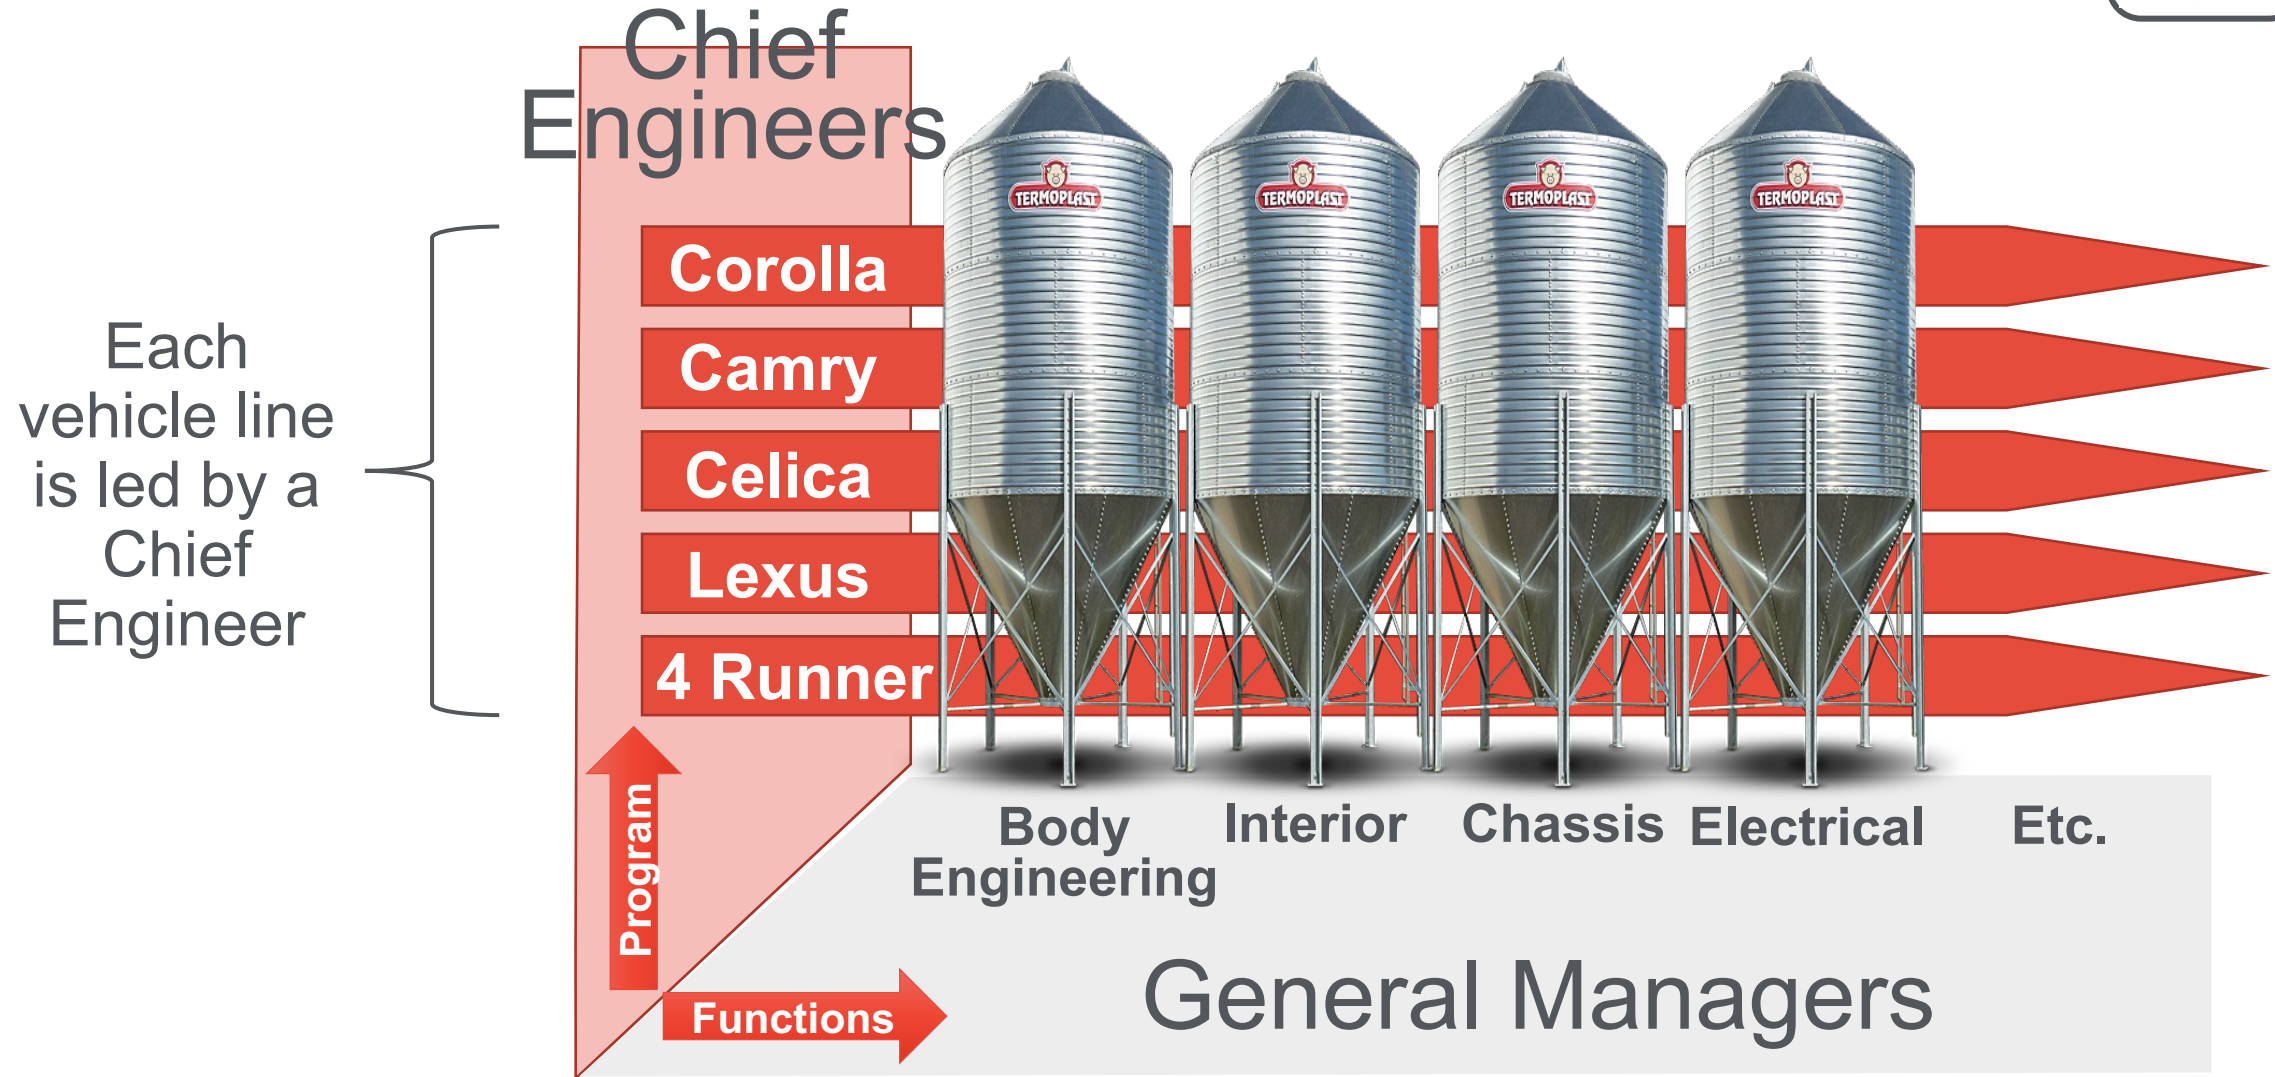 Chief
Engineers
TERMOPLAST
TERMOPLAST
TERMOPLAST
TERMOPLAST
Each
vehicle line
is led by a
Chief
Engineer
Corolla
Camry
Celica
Lexus
4 Runner
Program
Functions
Body
Engineering
Interior
Chassis
Electrical
Etc.
General Managers